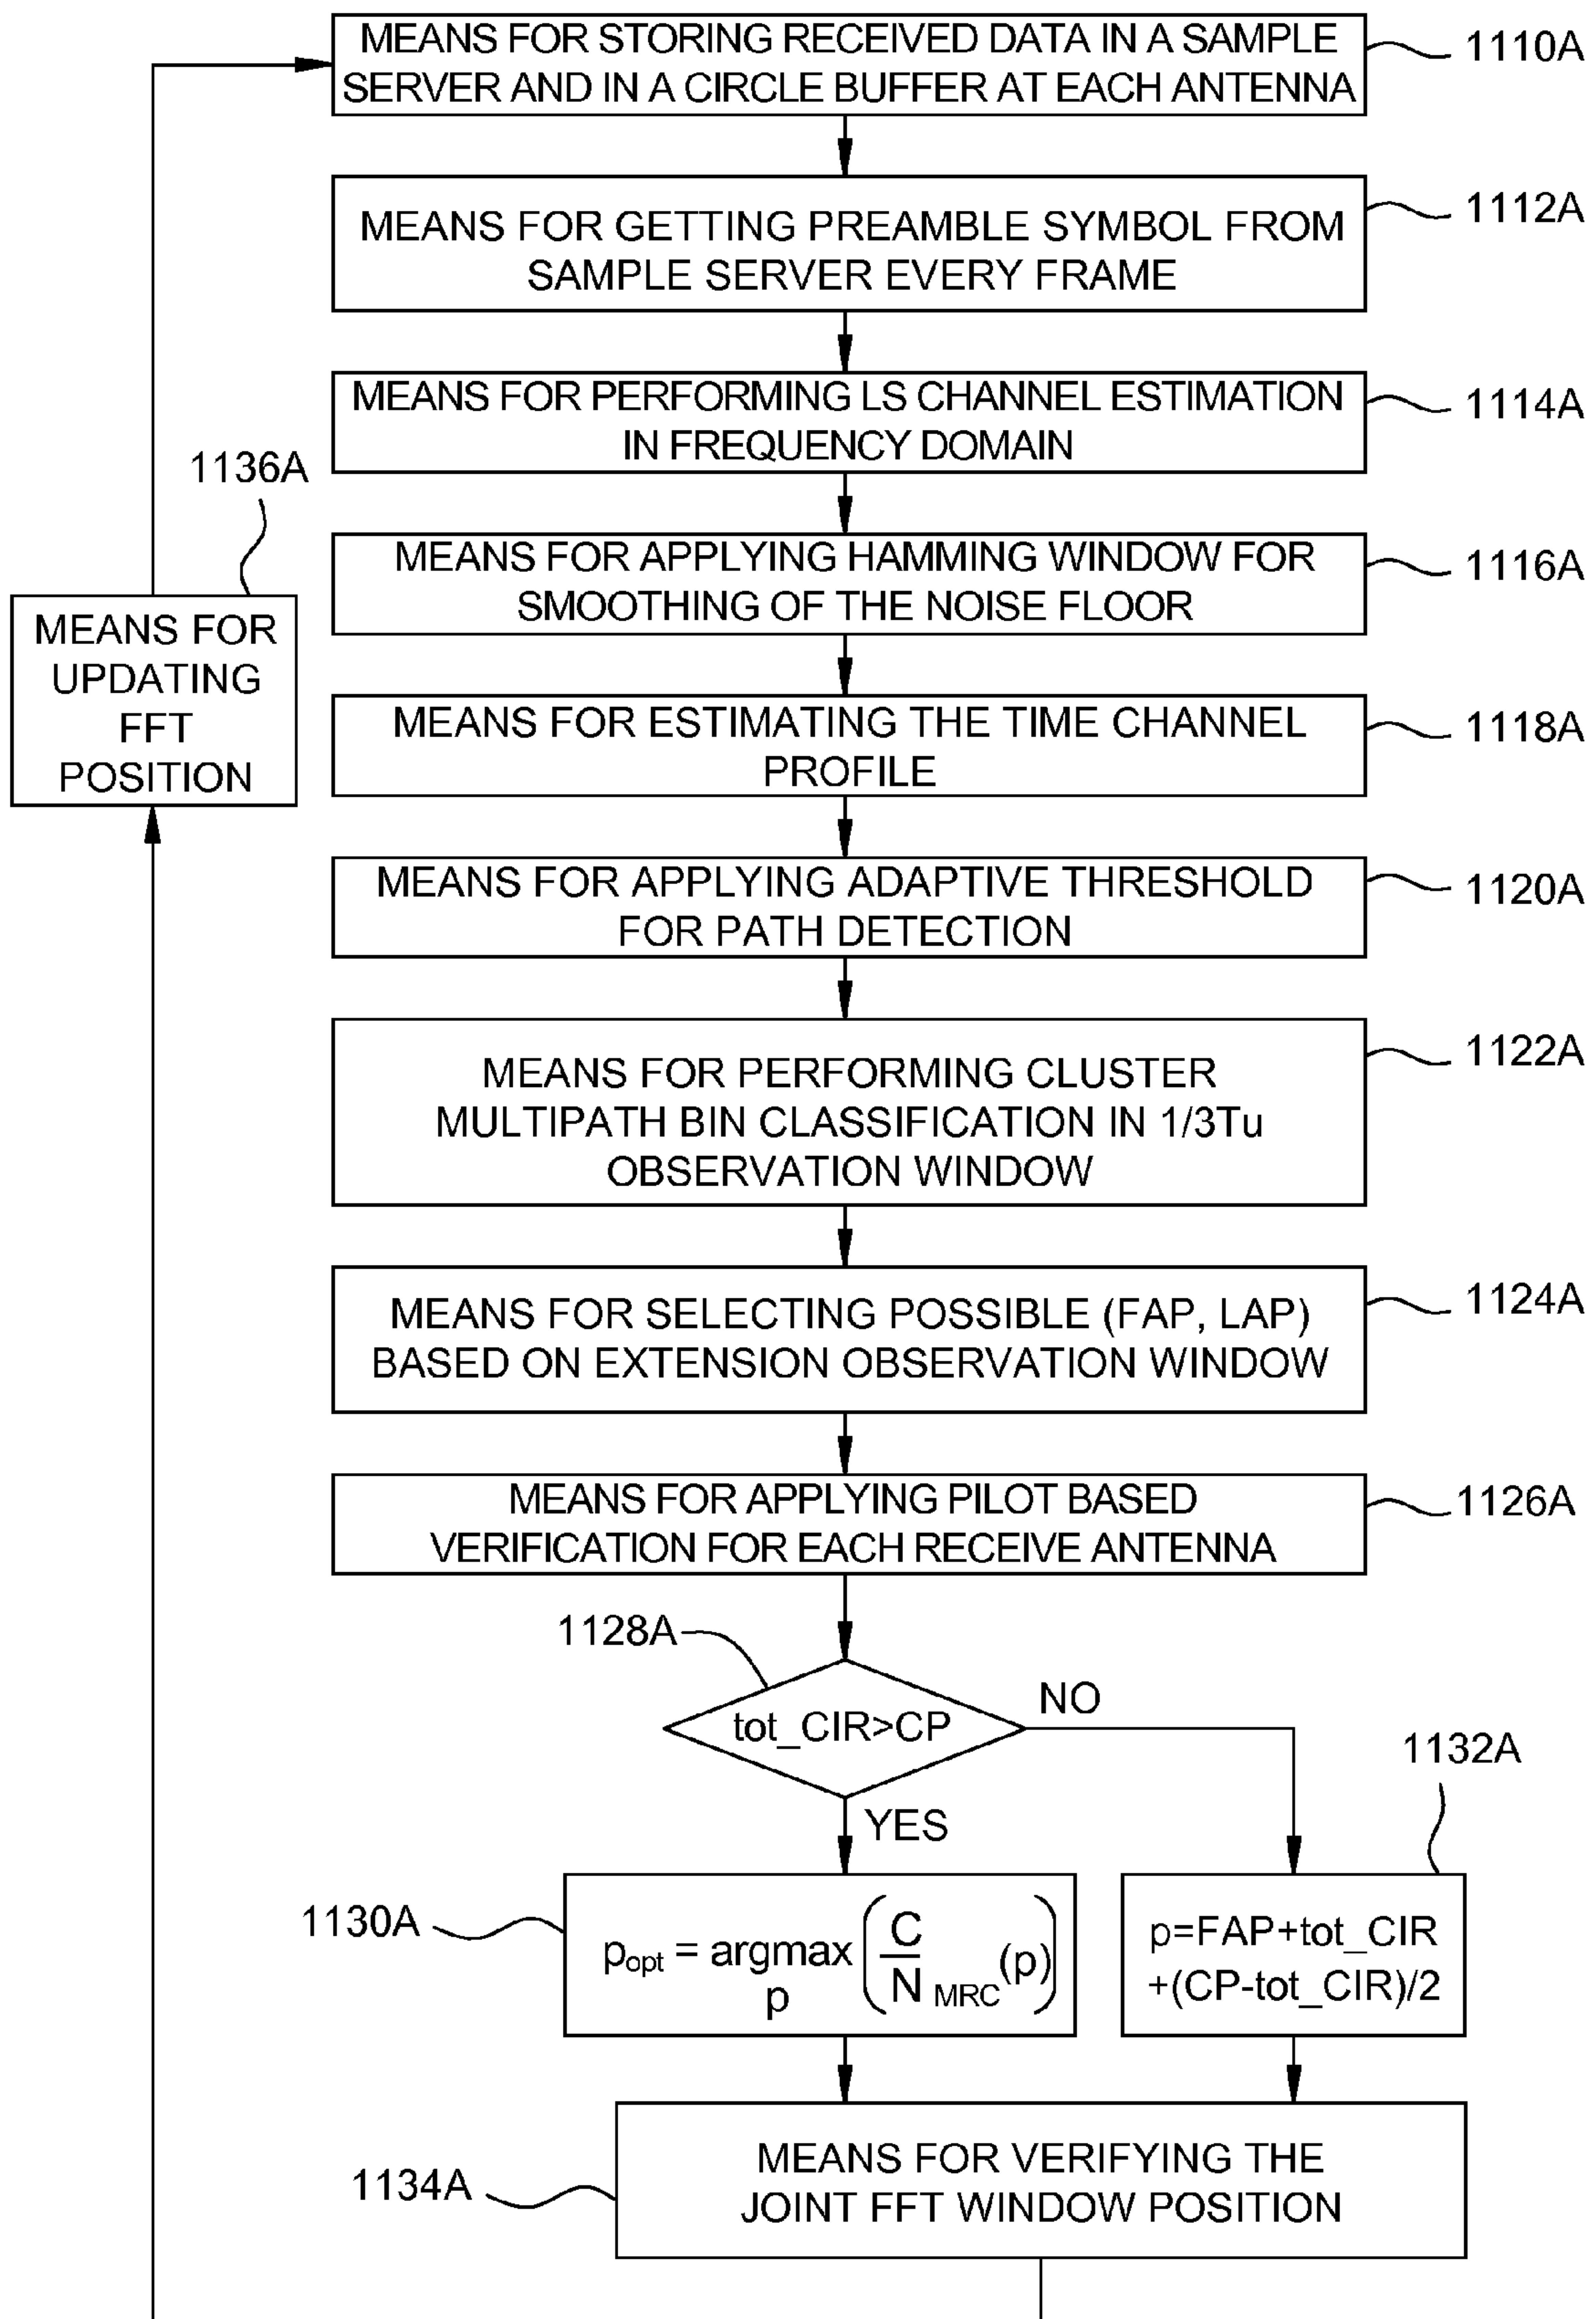 MEANS FOR STORING RECEIVED DATA IN A SAMPLE
SERVER AND IN A CIRCLE BUFFER AT EACH ANTENNA
1110A
MEANS FOR GETTING PREAMBLE SYMBOL FROM
SAMPLE SERVER EVERY FRAME
1112A
MEANS FOR PERFORMING LS CHANNEL ESTIMATION
IN FREQUENCY DOMAIN
1114A
1136A
MEANS FOR
UPDATING
FFT
POSITION
MEANS FOR APPLYING HAMMING WINDOW FOR
SMOOTHING OF THE NOISE FLOOR
1116A
MEANS FOR ESTIMATING THE TIME CHANNEL
PROFILE
1118A
MEANS FOR APPLYING ADAPTIVE THRESHOLD
FOR PATH DETECTION
1120A
MEANS FOR PERFORMING CLUSTER
MULTIPATH BIN CLASSIFICATION IN 1/3Tu
OBSERVATION WINDOW
1122A
MEANS FOR SELECTING POSSIBLE (FAP, LAP)
BASED ON EXTENSION OBSERVATION WINDOW
1124A
MEANS FOR APPLYING PILOT BASED
VERIFICATION FOR EACH RECEIVE ANTENNA
1126A
1128A
tot_CIR>CP
NO
YES
1132A
1130A
p_opt = argmax_p (C/N_MRC (p))
p=FAP+tot_CIR
+(CP-tot_CIR)/2
MEANS FOR VERIFYING THE
JOINT FFT WINDOW POSITION
1134A